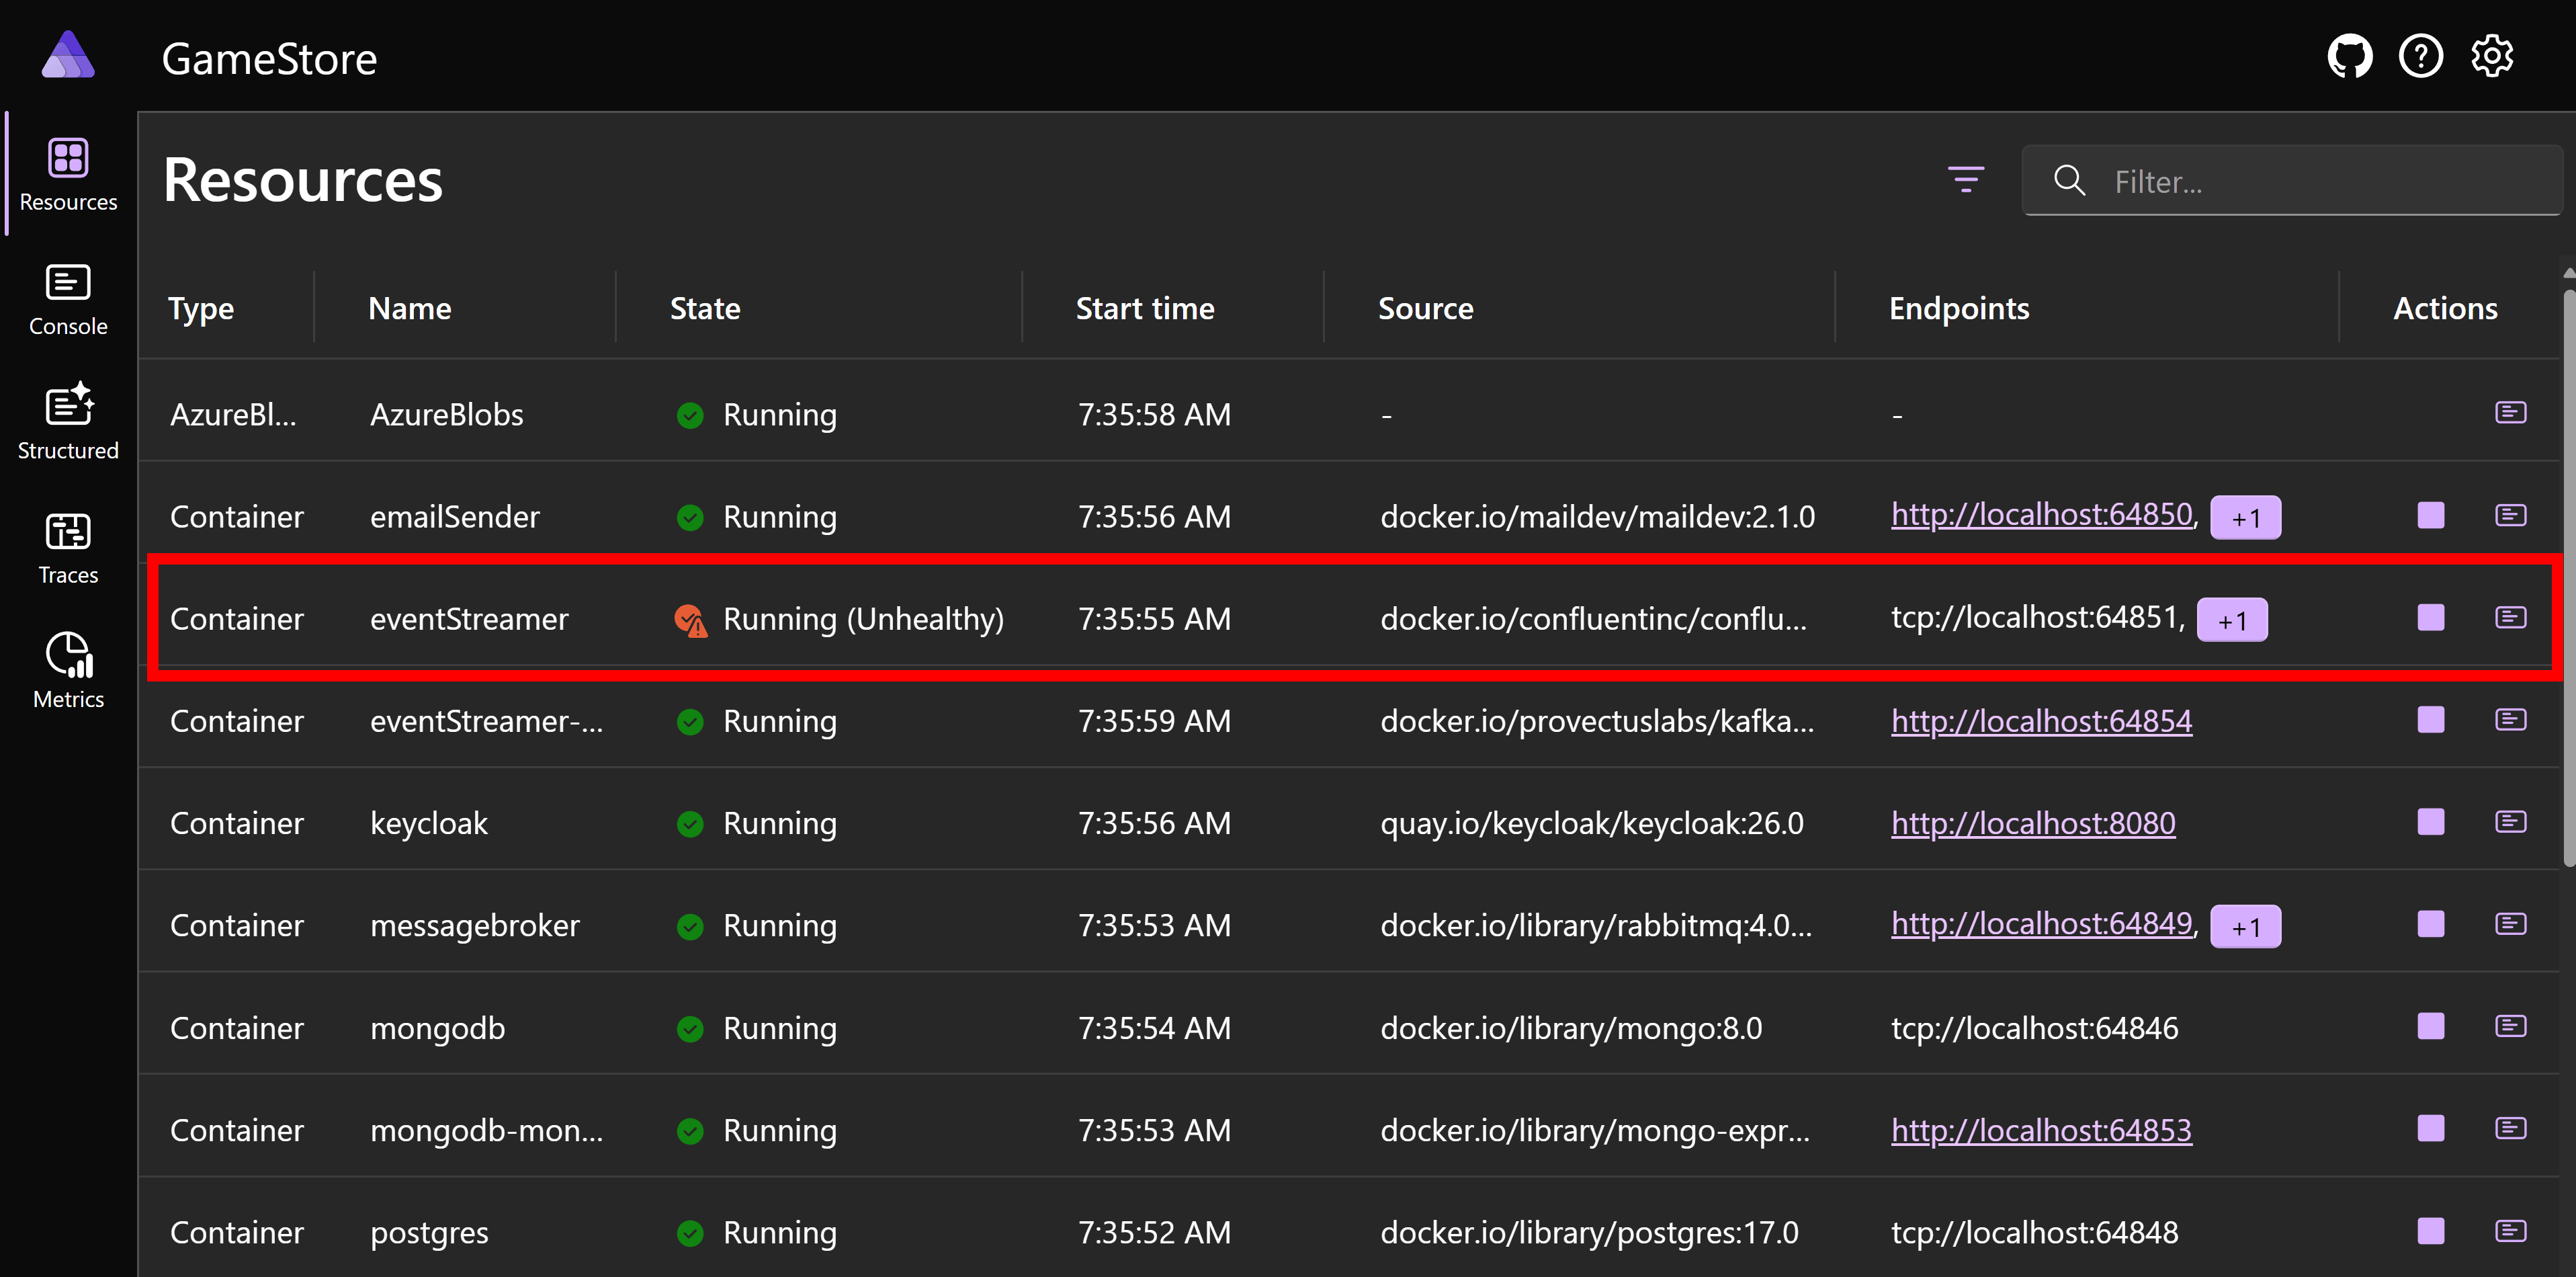 GameStore
Resources
Console
Structured
Traces
Metrics
Resources
Filter...
Type Name State Start time Source Endpoints Actions
AzureBl... AzureBlobs Running 7:35:58 AM - -
Container emailSender Running 7:35:56 AM docker.io/maildev/maildev:2.1.0 http://localhost:64850, +1
Container eventStreamer Running (Unhealthy) 7:35:55 AM docker.io/confluentinc/conflu... tcp://localhost:64851, +1
Container eventStreamer-... Running 7:35:59 AM docker.io/provectuslabs/kafka... http://localhost:64854
Container keycloak Running 7:35:56 AM quay.io/keycloak/keycloak:26.0 http://localhost:8080
Container messagebroker Running 7:35:53 AM docker.io/library/rabbitmq:4.0... http://localhost:64849, +1
Container mongodb Running 7:35:54 AM docker.io/library/mongo:8.0 tcp://localhost:64846
Container mongodb-mon... Running 7:35:53 AM docker.io/library/mongo-expr... http://localhost:64853
Container postgres Running 7:35:52 AM docker.io/library/postgres:17.0 tcp://localhost:64848